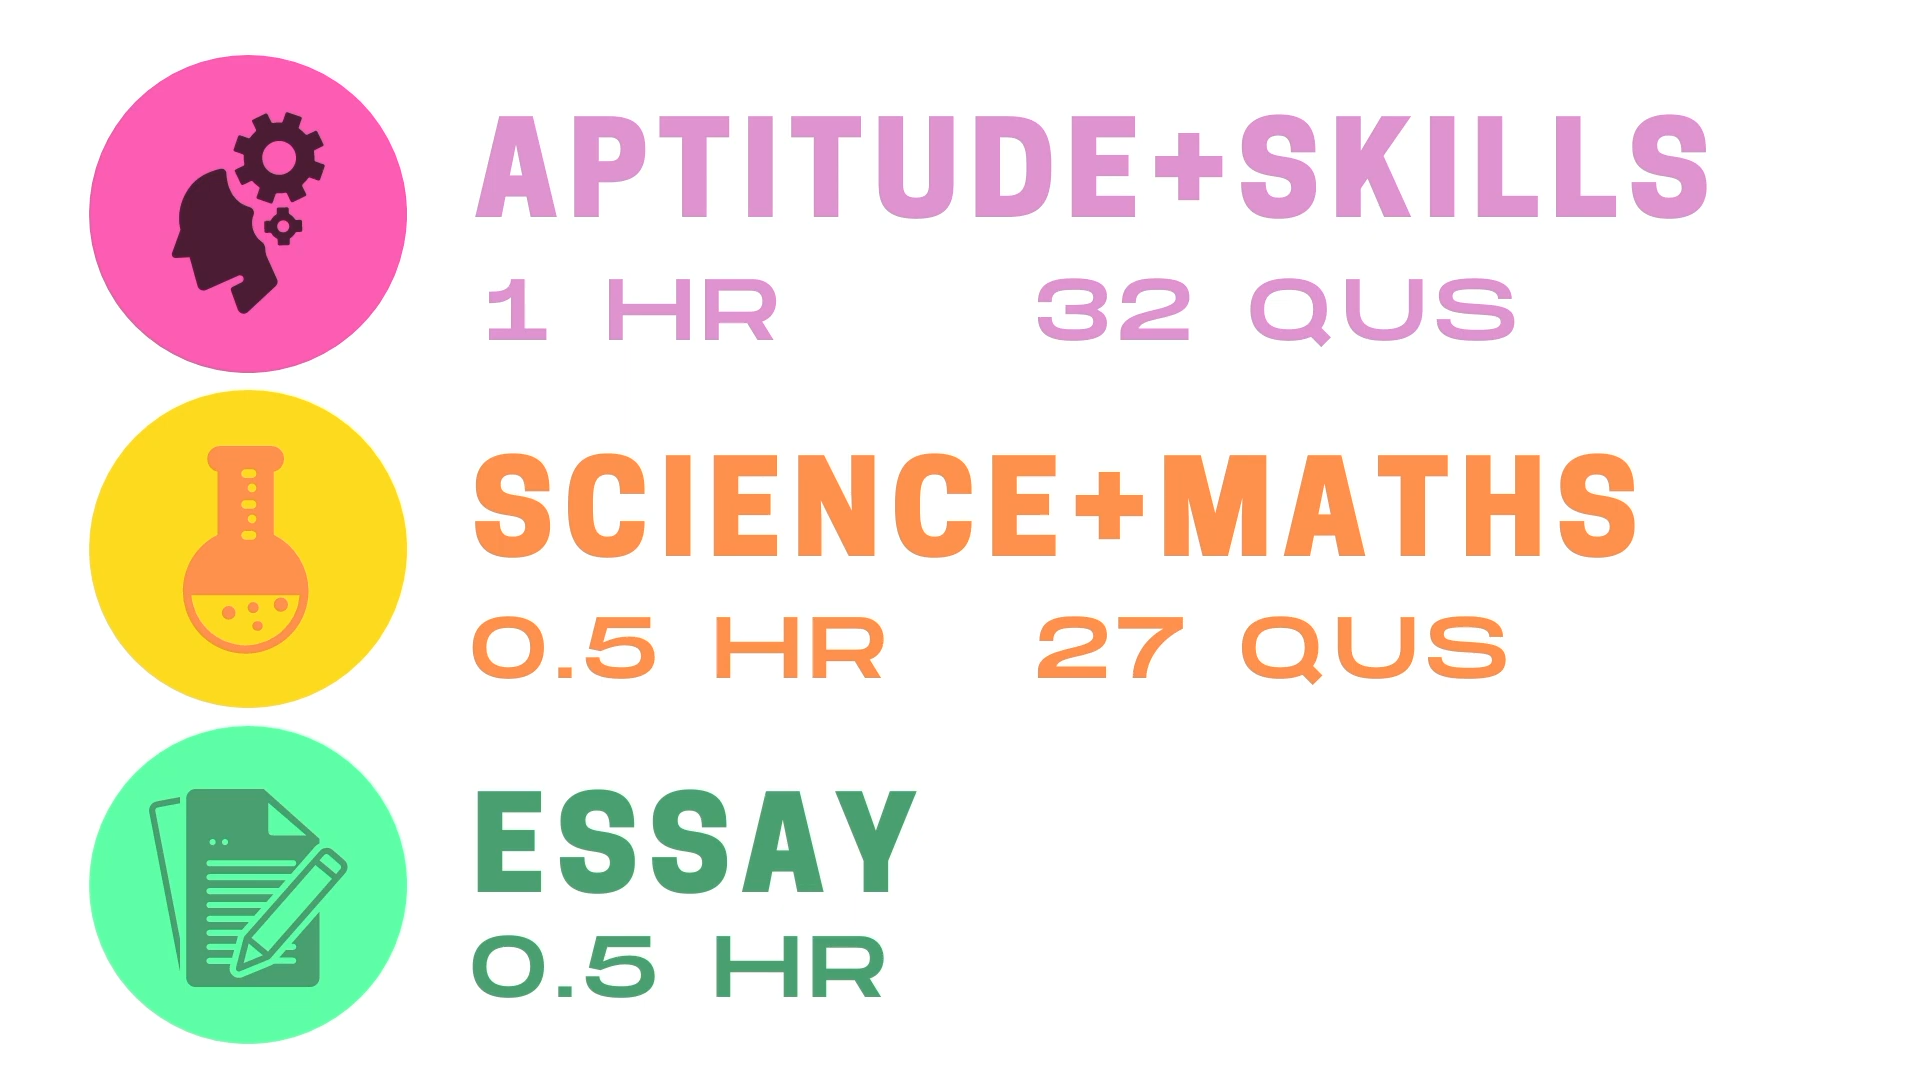 APTITUDE+SKILLS
1 HR 32 QUS
SCIENCE+MATHS
0.5 HR 27 QUS
ESSAY
0.5 HR